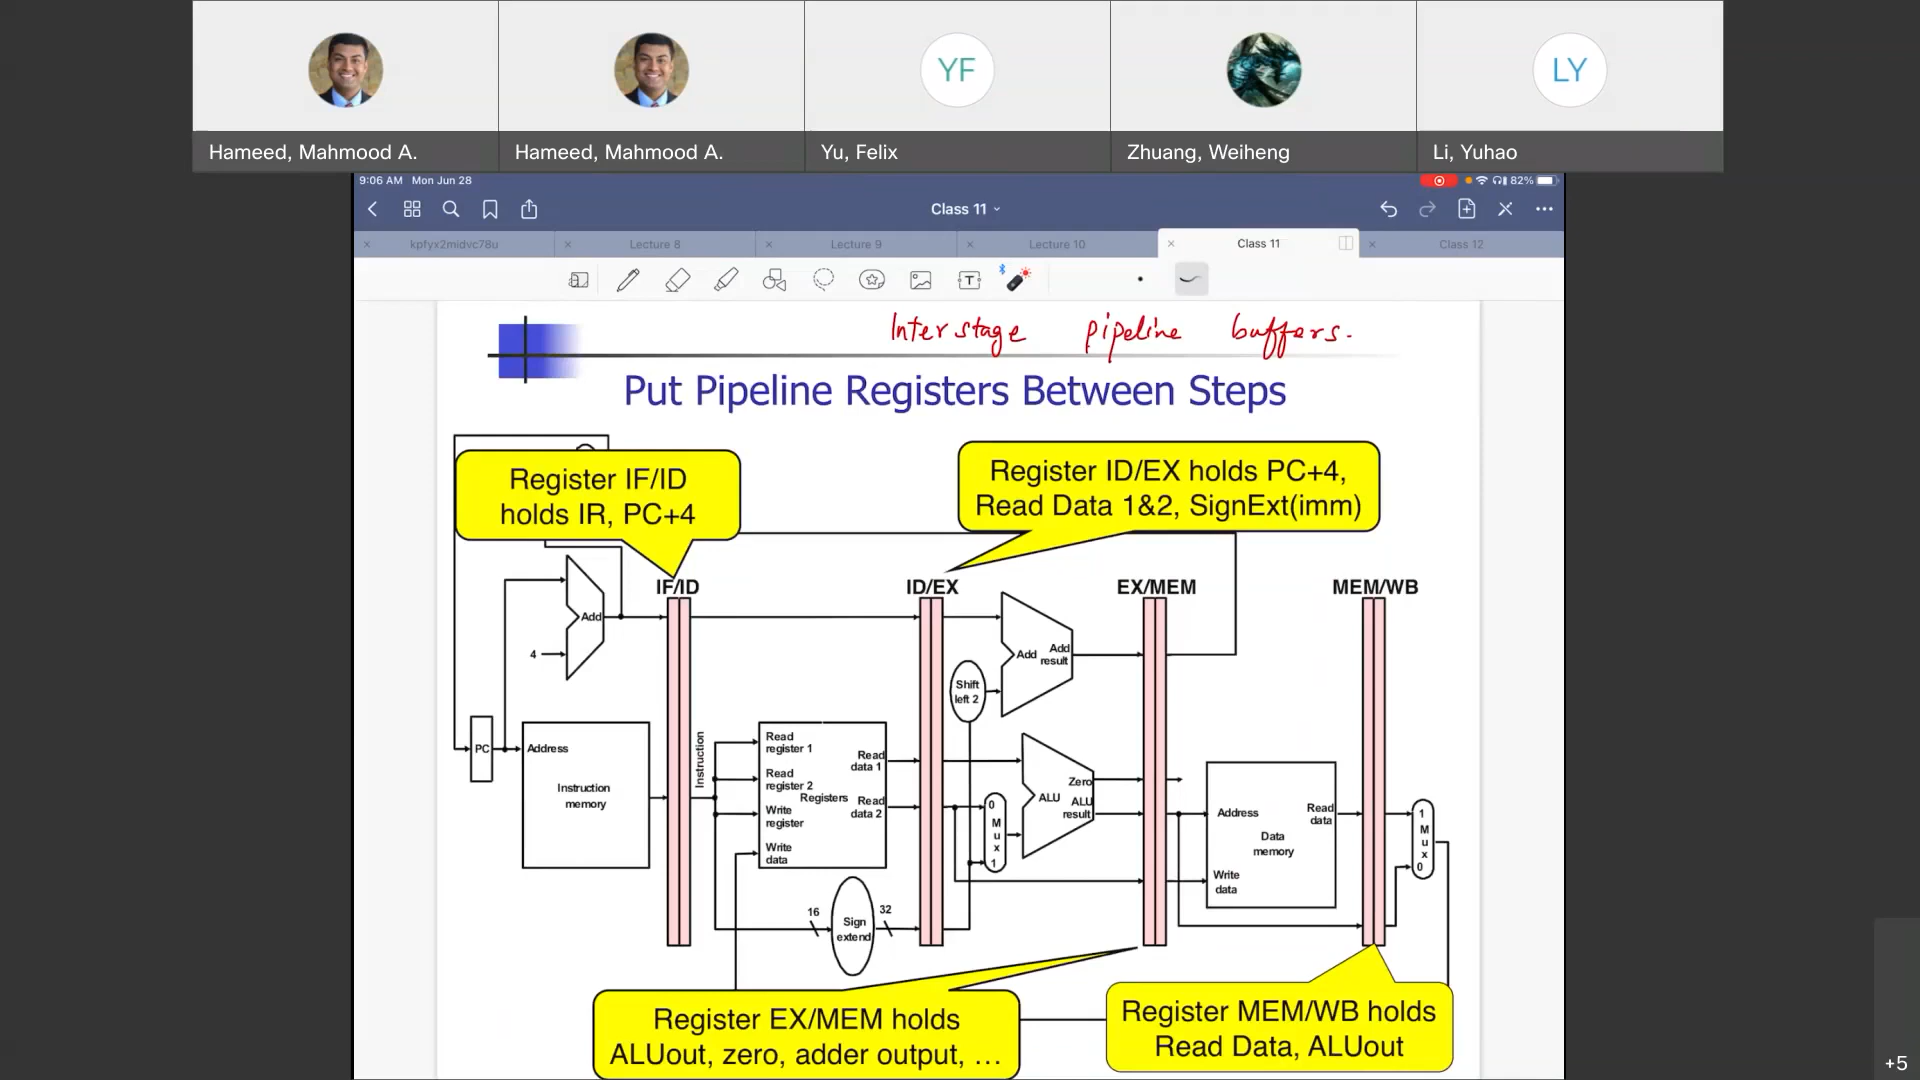 YF
LY
Hameed, Mahmood A.
Hameed, Mahmood A.
Yu, Felix
Zhuang, Weiheng
Li, Yuhao
9:06 AM Mon Jun 28
82%
Class 11
kpfyx2midvc78u
Lecture 8
Lecture 9
Lecture 10
Class 11
Class 12
T
Inter stage pipeline buffers.
Put Pipeline Registers Between Steps
Register IF/ID
holds IR, PC+4
Register ID/EX holds PC+4,
Read Data 1&2, SignExt(imm)
IF/ID
ID/EX
EX/MEM
MEM/WB
Add
4
Add
Add
result
Shift
left 2
PC
Address
Instruction
memory
Instruction
Read
register 1
Read
register 2
Write
register
Write
data
Registers
Read
data 1
Read
data 2
0
M
u
x
1
Zero
ALU
ALU
result
Address
Read
data
Data
memory
Write
data
1
M
u
x
0
16
Sign
extend
32
Register EX/MEM holds
ALUout, zero, adder output, …
Register MEM/WB holds
Read Data, ALUout
+5